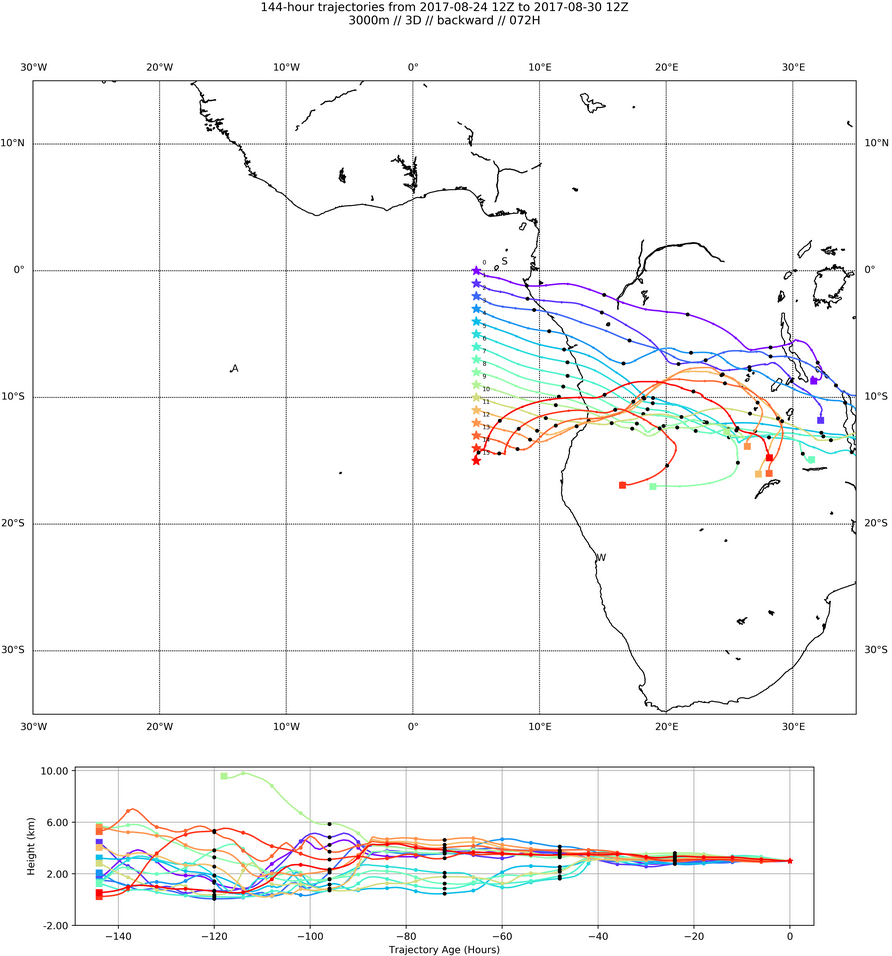 144-hour trajectories from 2017-08-24 12Z to 2017-08-30 12Z
3000m // 3D // backward // 072H
30°W 20°W 10°W 0° 10°E 20°E 30°E
10°N 10°N
0° 0° 0
S
1
2
3
4
5
6
7
A
8
9
10°S 10°S
10
11
12
13
15
20°S 20°S
W
30°S 30°S
30°W 20°W 10°W 0° 10°E 20°E 30°E
10.00
6.00
2.00
−2.00
Height (km)
−140 −120 −100 −80 −60 −40 −20 0
Trajectory Age (Hours)